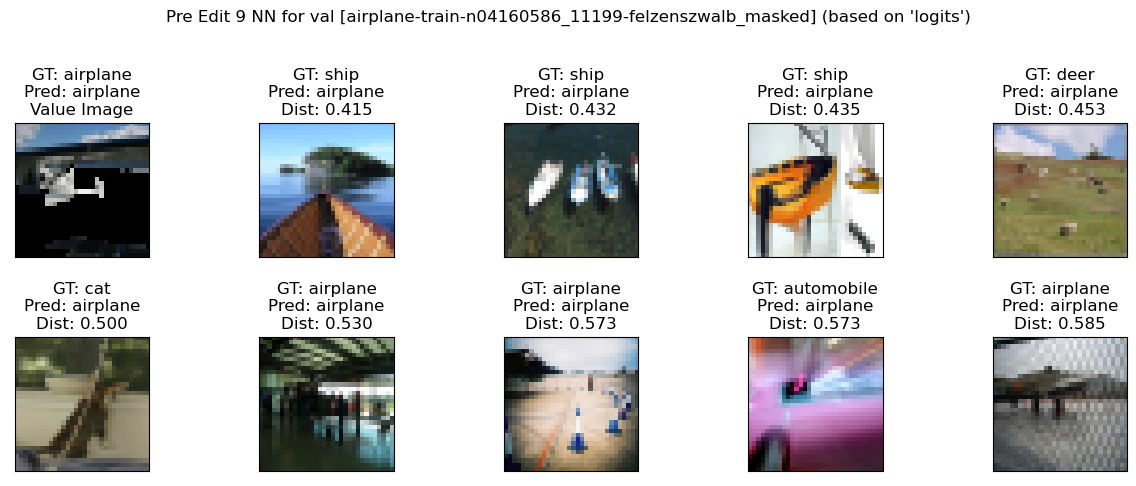 Pre Edit 9 NN for val [airplane-train-n04160586_11199-felzenszwalb_masked] (based on 'logits')
GT: airplane
Pred: airplane
Value Image
GT: ship
Pred: airplane
Dist: 0.415
GT: ship
Pred: airplane
Dist: 0.432
GT: ship
Pred: airplane
Dist: 0.435
GT: deer
Pred: airplane
Dist: 0.453
GT: cat
Pred: airplane
Dist: 0.500
GT: airplane
Pred: airplane
Dist: 0.530
GT: airplane
Pred: airplane
Dist: 0.573
GT: automobile
Pred: airplane
Dist: 0.573
GT: airplane
Pred: airplane
Dist: 0.585